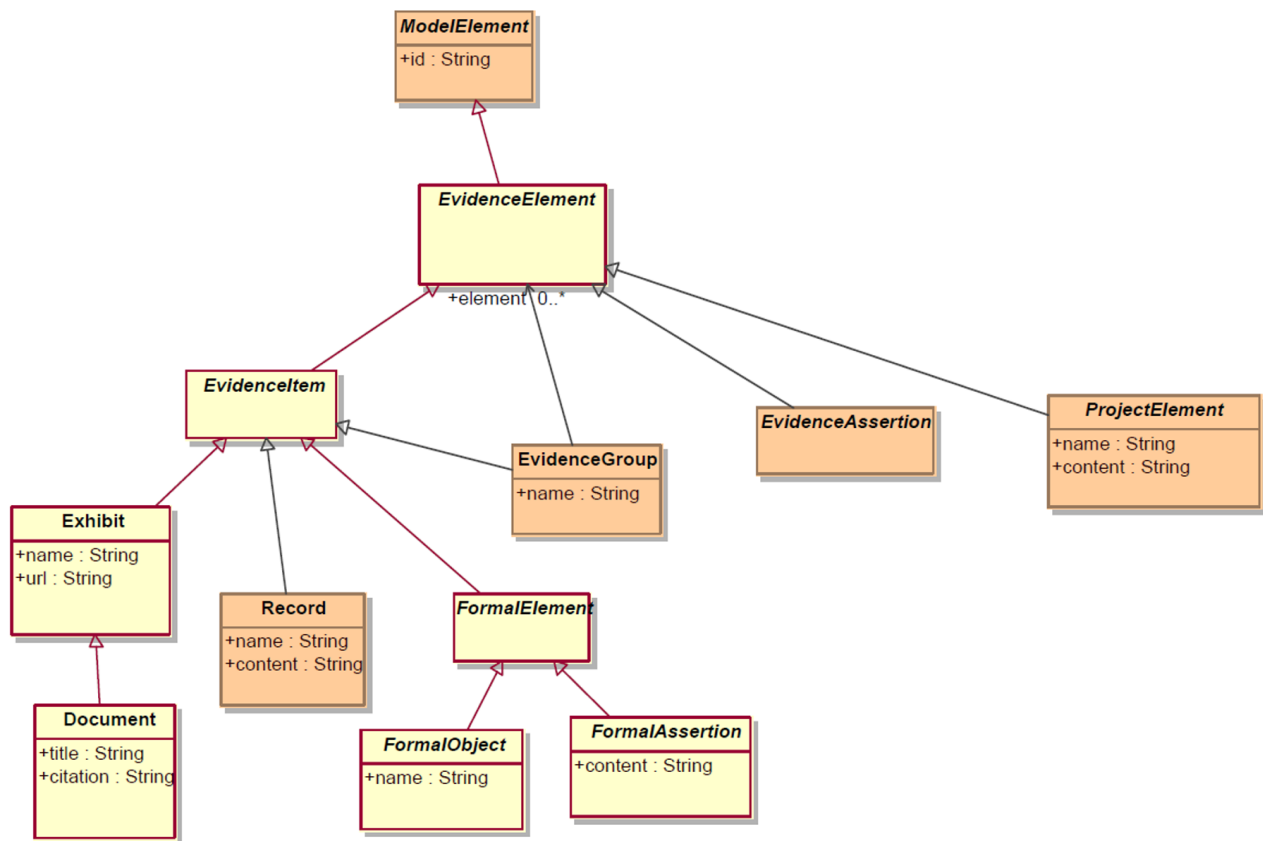 ModelElement
+id : String
EvidenceElement
+element 0..*
EvidenceItem
EvidenceAssertion
ProjectElement
+name : String
+content : String
EvidenceGroup
+name : String
Exhibit
+name : String
+url : String
Record
+name : String
+content : String
FormalElement
Document
+title : String
+citation : String
FormalObject
+name : String
FormalAssertion
+content : String